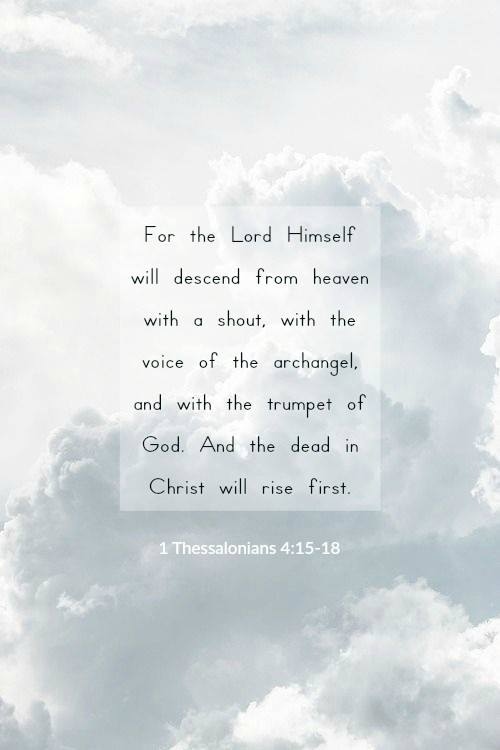 For the Lord Himself
will descend from heaven
with a shout, with the
voice of the archangel,
and with the trumpet of
God. And the dead in
Christ will rise first.
1 Thessalonians 4:15-18